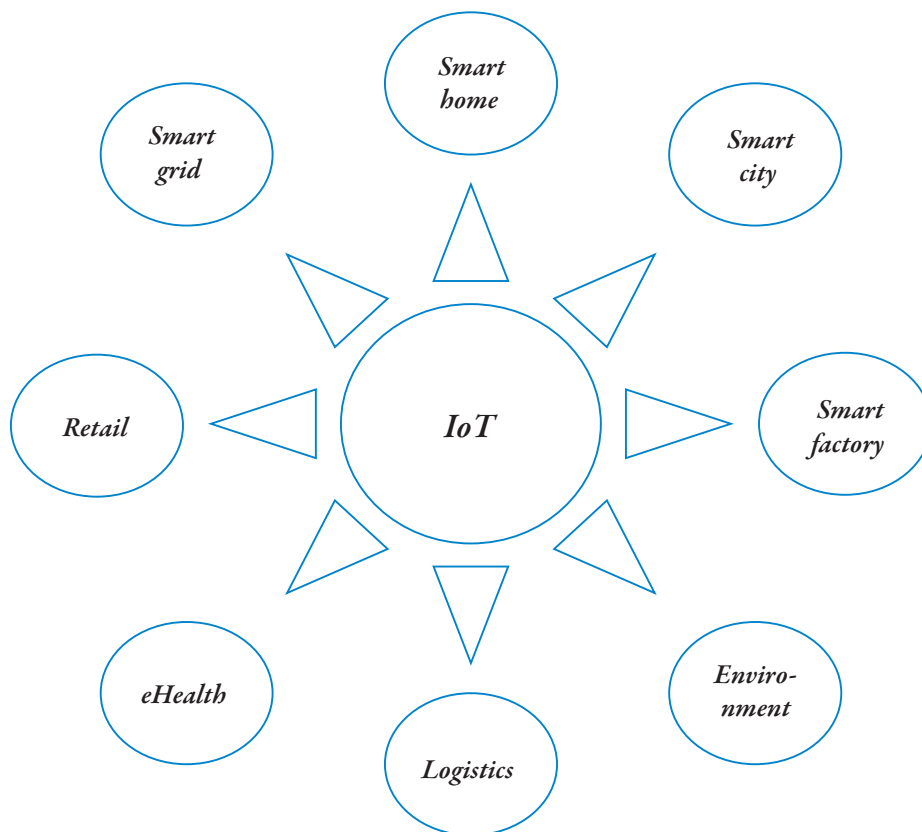 Smart
home
Smart
grid
Smart
city
Retail
IoT
Smart
factory
eHealth
Enviro-
nment
Logistics